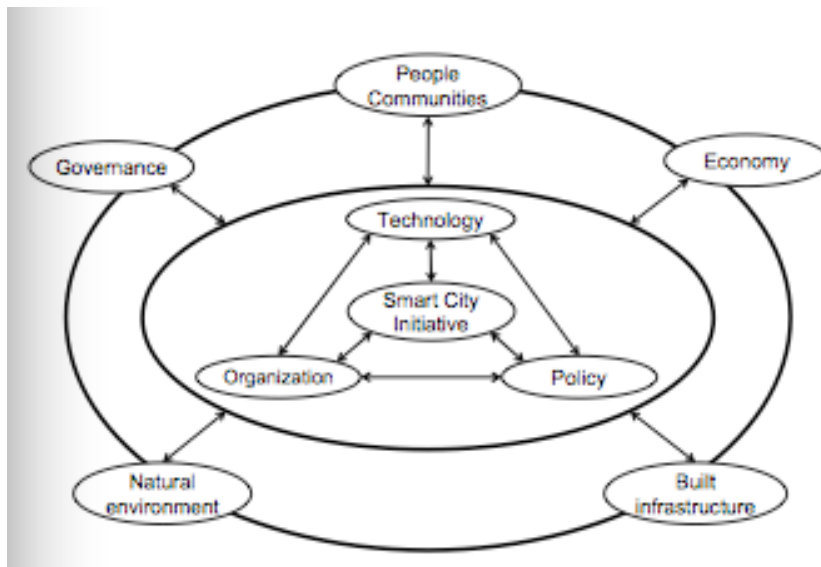 People
Communities
Governance
Economy
Technology
Smart City
Initiative
Organization
Policy
Natural
environment
Built
infrastructure